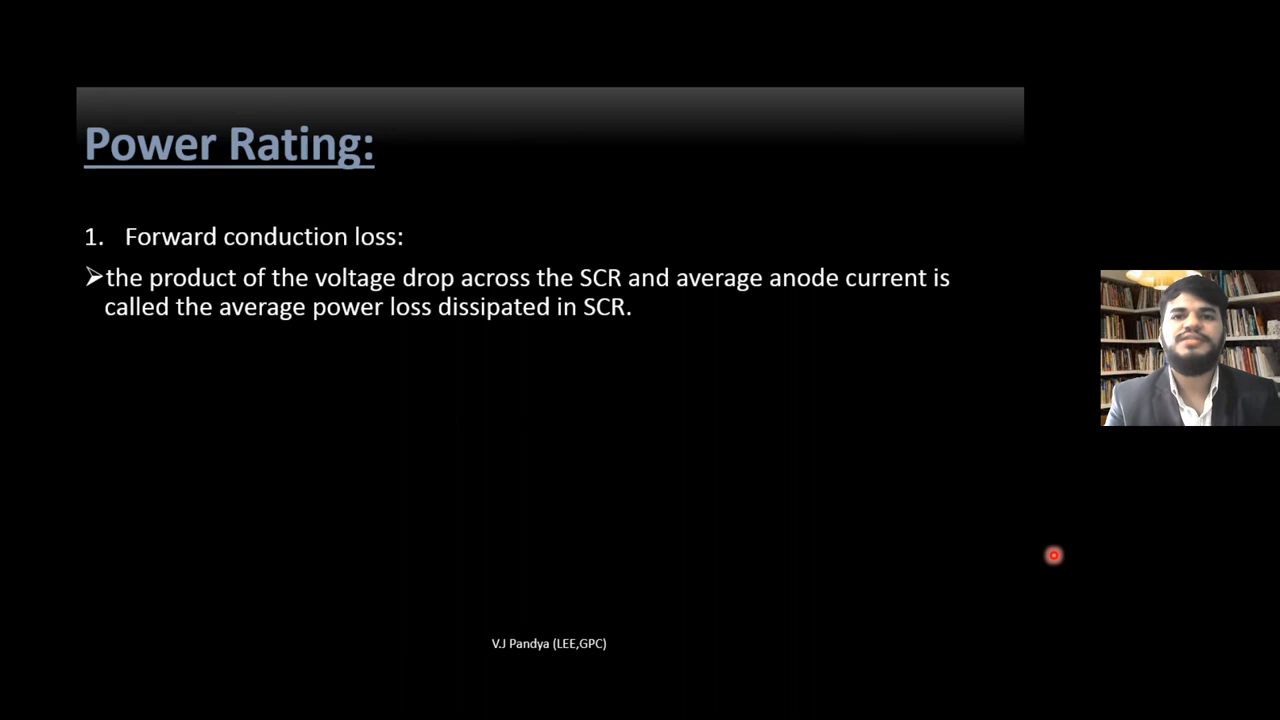 Power Rating:
1. Forward conduction loss:
➢the product of the voltage drop across the SCR and average anode current is
called the average power loss dissipated in SCR.
V.J Pandya (LEE,GPC)